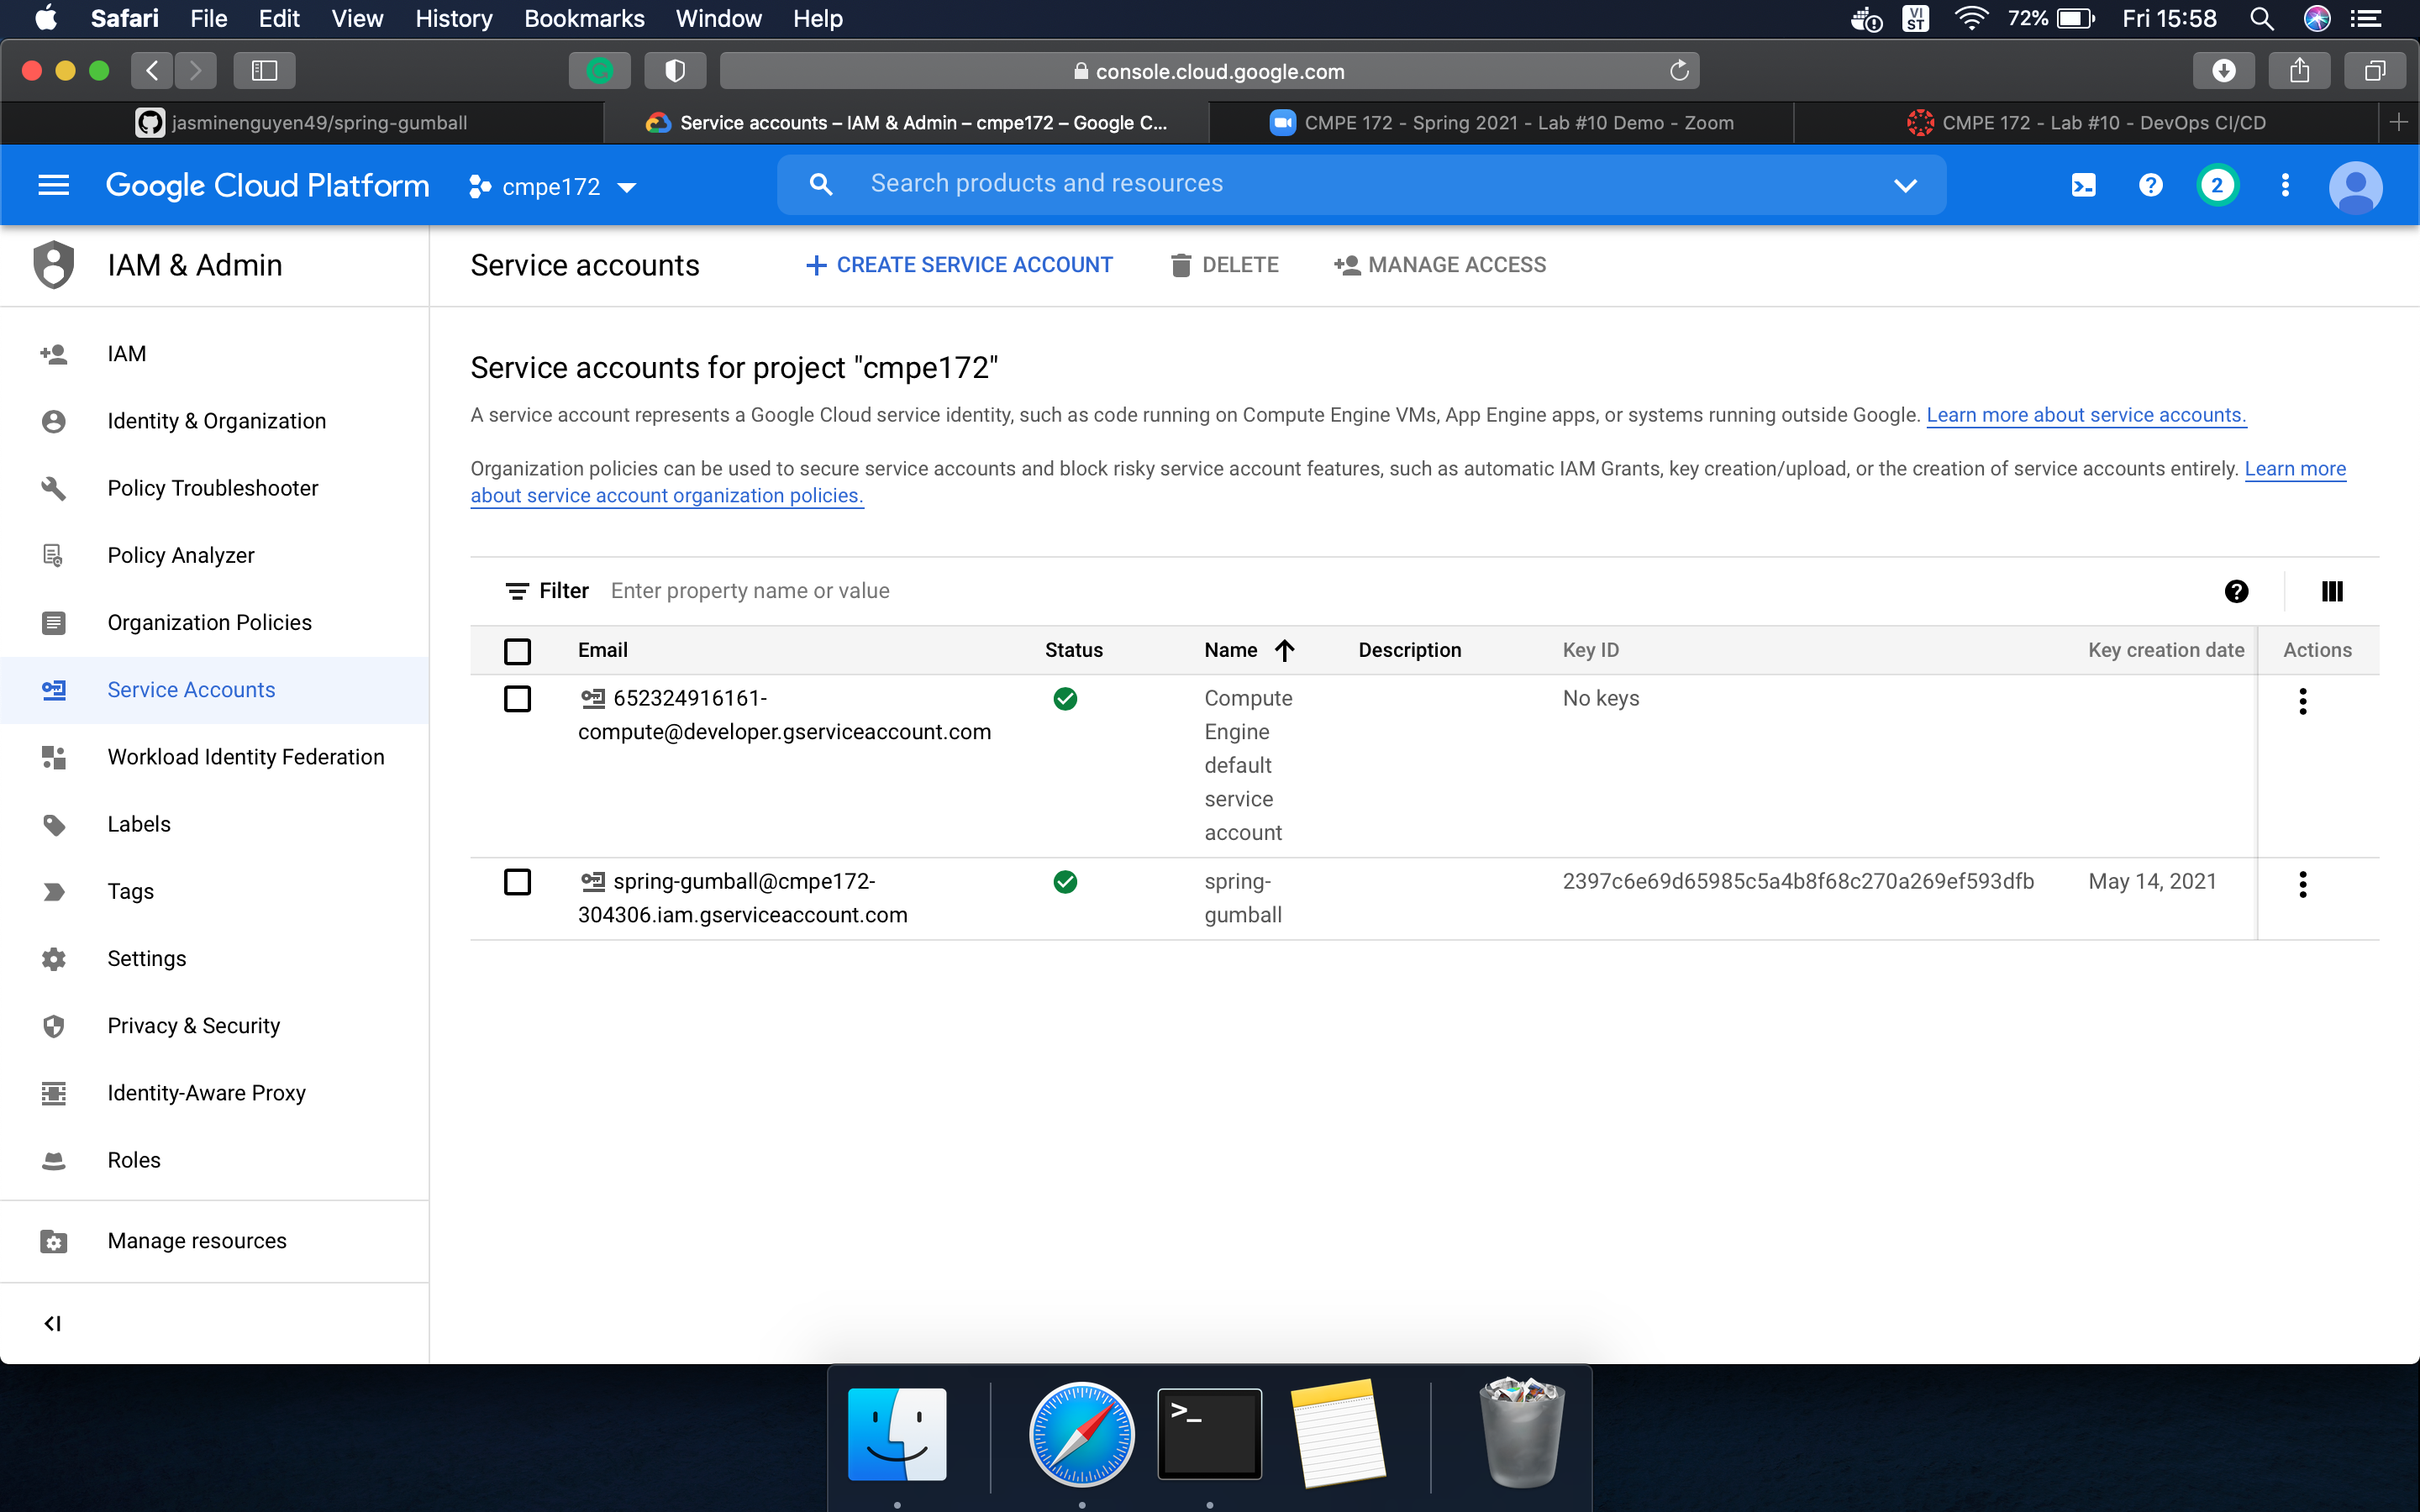 Safari File Edit View History Bookmarks Window Help VI ST 72% Fri 15:58
console.cloud.google.com
jasminenguyen49/spring-gumball Service accounts – IAM & Admin – cmpe172 – Google C... CMPE 172 - Spring 2021 - Lab #10 Demo - Zoom CMPE 172 - Lab #10 - DevOps CI/CD
Google Cloud Platform cmpe172 Search products and resources 2
IAM & Admin
Service accounts CREATE SERVICE ACCOUNT DELETE MANAGE ACCESS
IAM
Identity & Organization
Policy Troubleshooter
Policy Analyzer
Organization Policies
Service Accounts
Workload Identity Federation
Labels
Tags
Settings
Privacy & Security
Identity-Aware Proxy
Roles
Manage resources
Service accounts for project "cmpe172"
A service account represents a Google Cloud service identity, such as code running on Compute Engine VMs, App Engine apps, or systems running outside Google. Learn more about service accounts.
Organization policies can be used to secure service accounts and block risky service account features, such as automatic IAM Grants, key creation/upload, or the creation of service accounts entirely. Learn more
about service account organization policies.
Filter Enter property name or value
Email Status Name Description Key ID Key creation date Actions
652324916161- Compute No keys
compute@developer.gserviceaccount.com Engine
default
service
account
spring-gumball@cmpe172- spring- 2397c6e69d65985c5a4b8f68c270a269ef593dfb May 14, 2021
304306.iam.gserviceaccount.com gumball